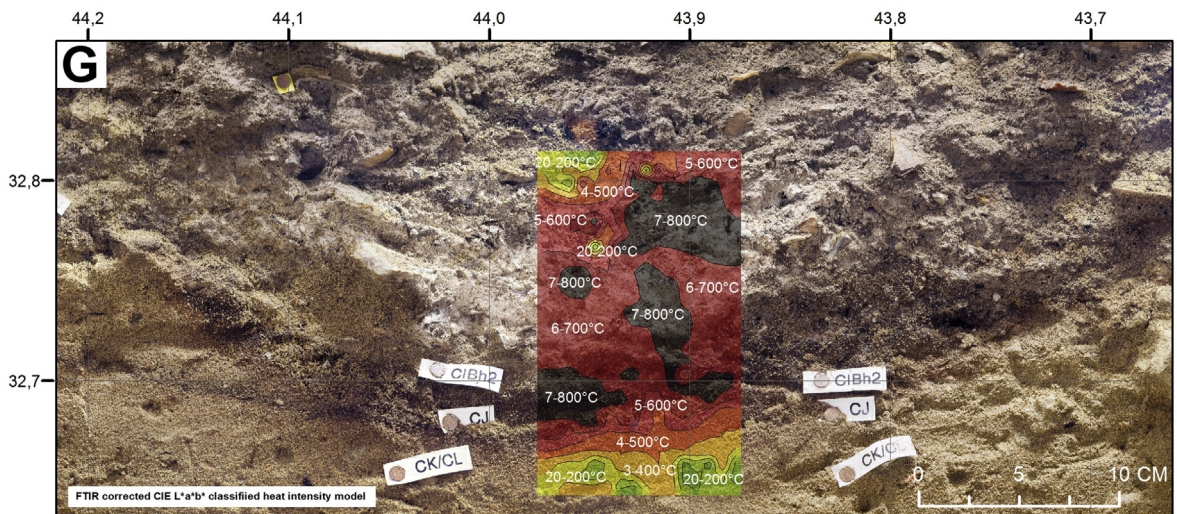 44,2 44,1 44,0 43,9 43,8 43,7
G
32,8
32,7
20-200°C 5-600°C
4-500°C
5-600°C 7-800°C
20-200°C
7-800°C 6-700°C
7-800°C
6-700°C
7-800°C 5-600°C
4-500°C
3-400°C
20-200°C 20-200°C
CIBh2 CIBh2
CJ CJ
CK/CL CK/CL
0 5 10 CM
FTIR corrected CIE L*a*b* classifiied heat intensity model